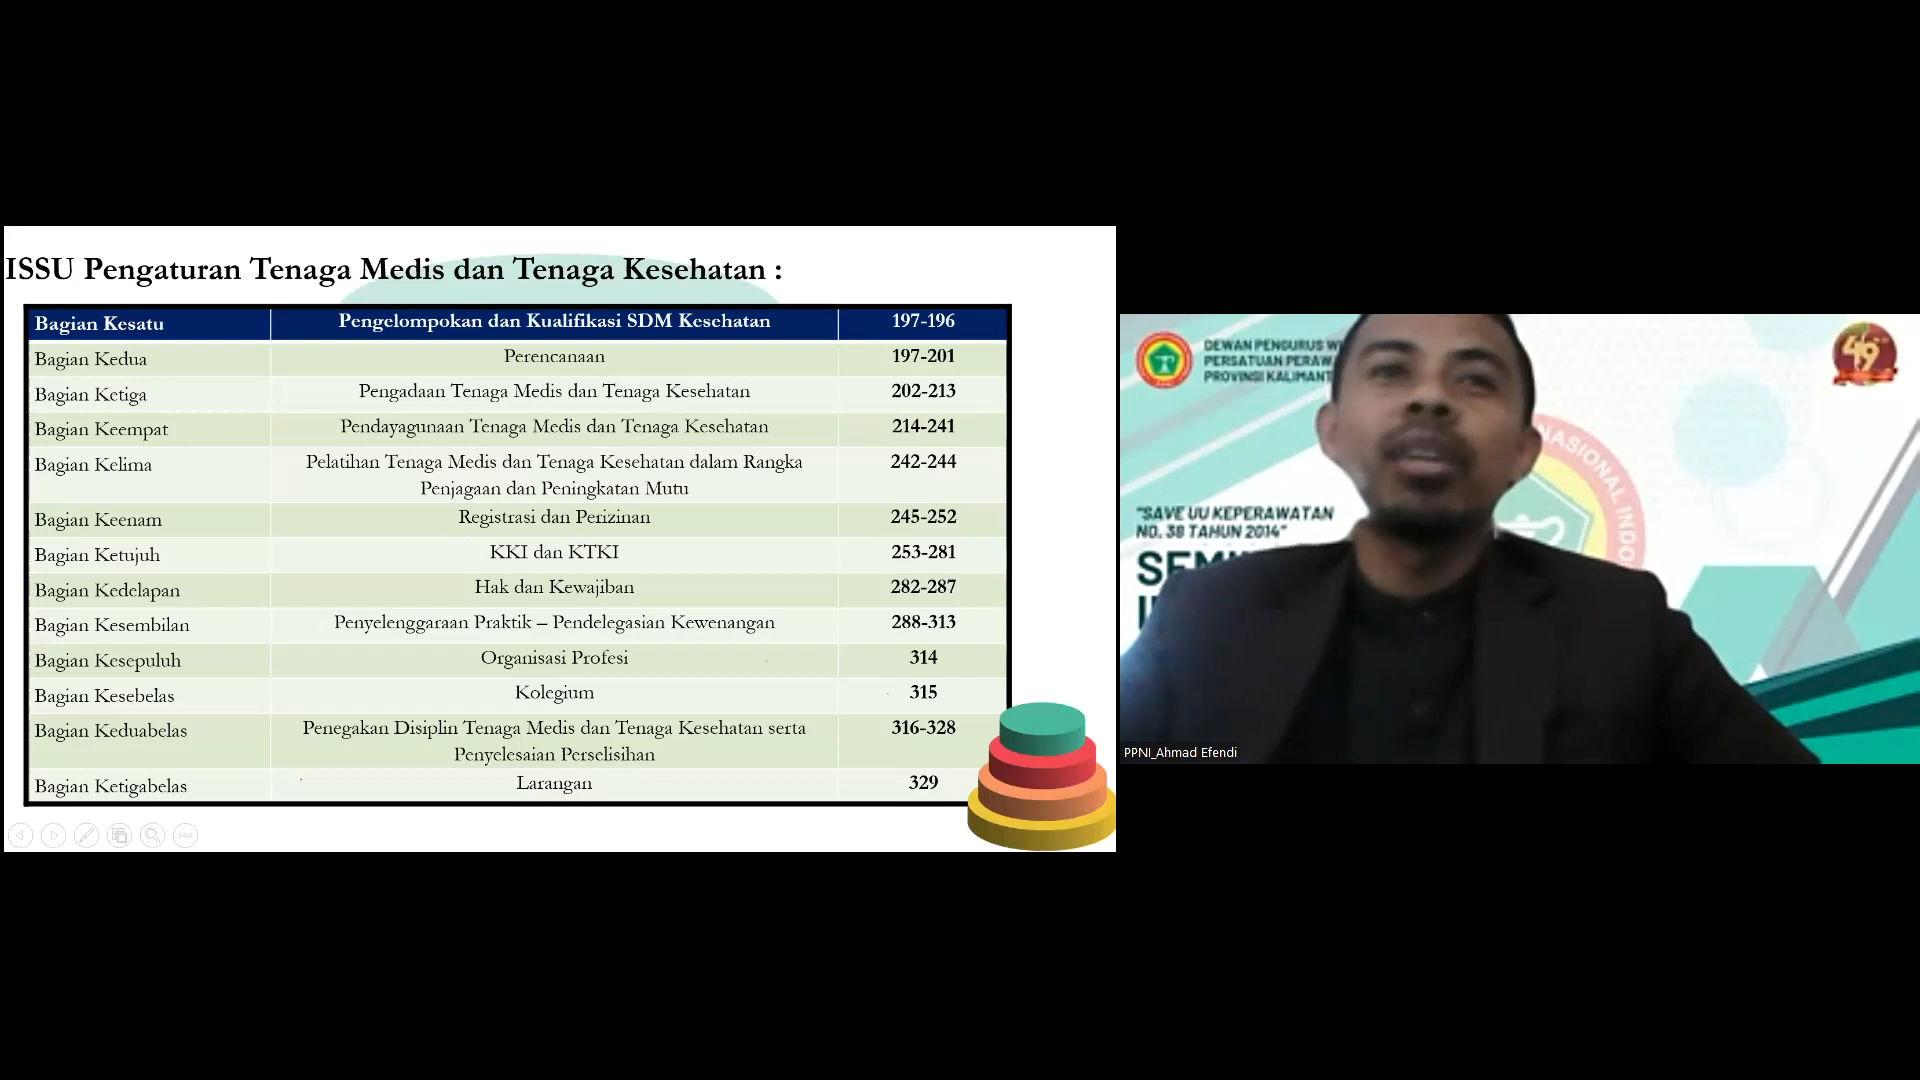 ISSU Pengaturan Tenaga Medis dan Tenaga Kesehatan :
Bagian Kesatu Pengelompokan dan Kualifikasi SDM Kesehatan 197-196
Bagian Kedua Perencanaan 197-201
Bagian Ketiga Pengadaan Tenaga Medis dan Tenaga Kesehatan 202-213
Bagian Keempat Pendayagunaan Tenaga Medis dan Tenaga Kesehatan 214-241
Bagian Kelima Pelatihan Tenaga Medis dan Tenaga Kesehatan dalam Rangka 242-244
Penjagaan dan Peningkatan Mutu
Bagian Keenam Registrasi dan Perizinan 245-252
Bagian Ketujuh KKI dan KTKI 253-281
Bagian Kedelapan Hak dan Kewajiban 282-287
Bagian Kesembilan Penyelenggaraan Praktik – Pendelegasian Kewenangan 288-313
Bagian Kesepuluh Organisasi Profesi 314
Bagian Kesebelas Kolegium 315
Bagian Keduabelas Penegakan Disiplin Tenaga Medis dan Tenaga Kesehatan serta 316-328
Penyelesaian Perselisihan
Bagian Ketigabelas Larangan 329
DEWAN PENGURUS W
PERSATUAN PERAW
PROVINSI KALIMANT
49
NASIONAL INDO
"SAVE UU KEPERAWATAN
NO. 38 TAHUN 2014"
SEM
PPNI_Ahmad Efendi